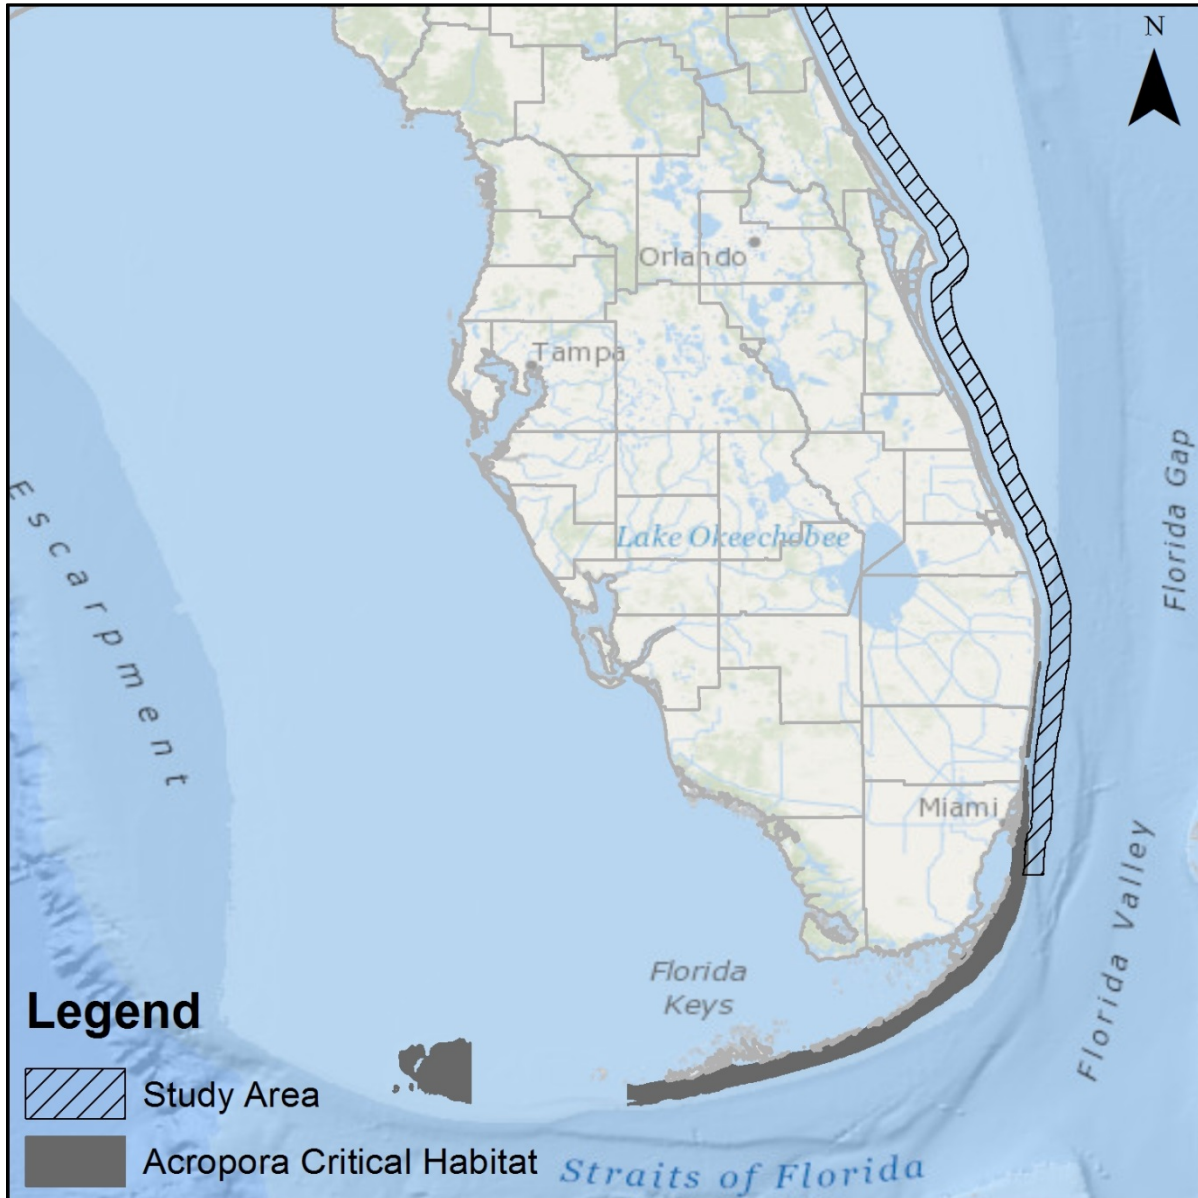 N
Orlando
Tampa
Escarpment
Florida Gap
Lake Okeechobee
Miami
Florida Valley
Florida
Keys
Legend
Study Area
Acropora Critical Habitat
Straits of Florida